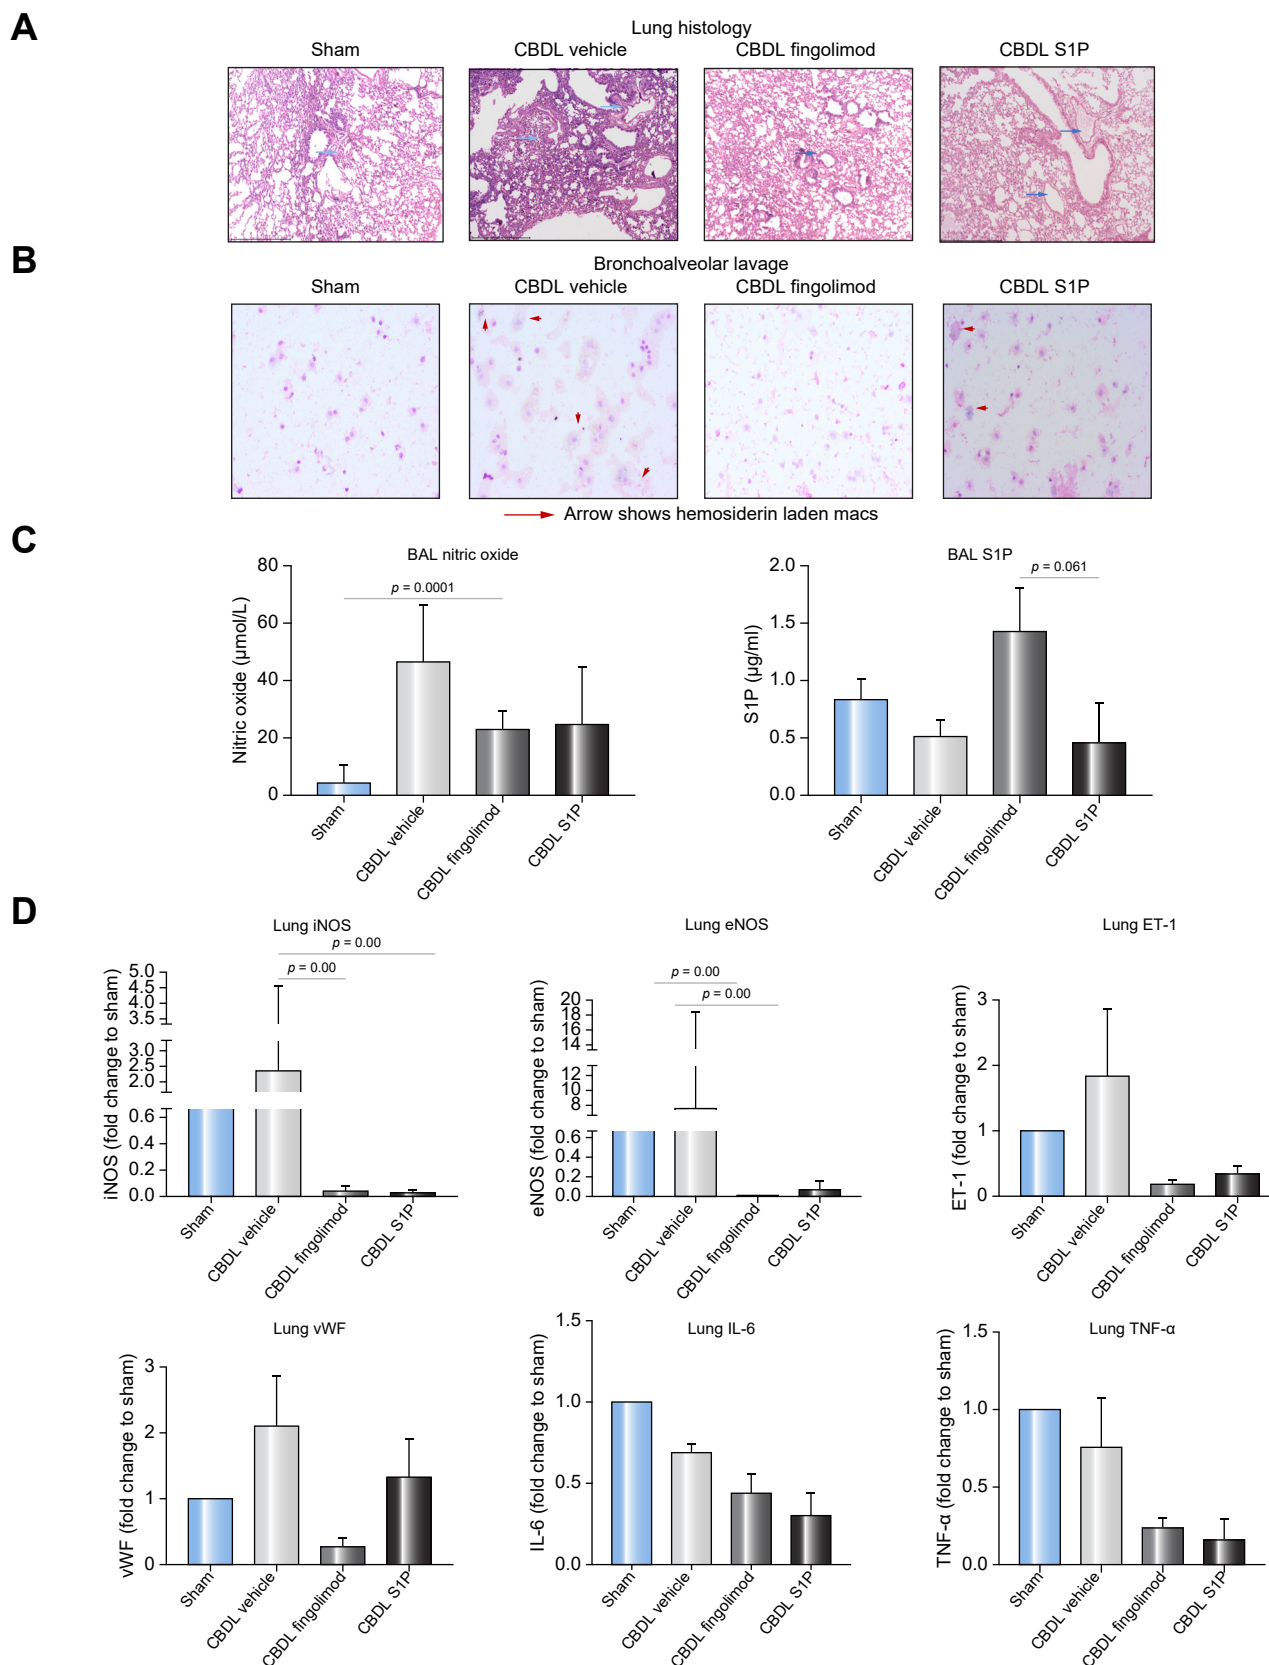 A
Lung histology
Sham
CBDL vehicle
CBDL fingolimod
CBDL S1P
B
Bronchoalveolar lavage
Sham
CBDL vehicle
CBDL fingolimod
CBDL S1P
Arrow shows hemosiderin laden macs
C
BAL nitric oxide
Nitric oxide (µmol/L)
80
60
40
20
0
p = 0.0001
Sham
CBDL vehicle
CBDL fingolimod
CBDL S1P
BAL S1P
S1P (µg/ml)
2.0
1.5
1.0
0.5
0.0
p = 0.061
Sham
CBDL vehicle
CBDL fingolimod
CBDL S1P
D
Lung iNOS
iNOS (fold change to sham)
p = 0.00
p = 0.00
5.0
4.5
4.0
3.5
3.0
2.5
2.0
0.6
0.4
0.2
0.0
Sham
CBDL vehicle
CBDL fingolimod
CBDL S1P
Lung eNOS
eNOS (fold change to sham)
p = 0.00
p = 0.00
20
18
16
14
12
10
8
0.6
0.4
0.2
0.0
Sham
CBDL vehicle
CBDL fingolimod
CBDL S1P
Lung ET-1
ET-1 (fold change to sham)
3
2
1
0
Sham
CBDL vehicle
CBDL fingolimod
CBDL S1P
Lung vWF
vWF (fold change to sham)
3
2
1
0
Sham
CBDL vehicle
CBDL fingolimod
CBDL S1P
Lung IL-6
IL-6 (fold change to sham)
1.5
1.0
0.5
0.0
Sham
CBDL vehicle
CBDL fingolimod
CBDL S1P
Lung TNF-α
TNF-α (fold change to sham)
1.5
1.0
0.5
0.0
Sham
CBDL vehicle
CBDL fingolimod
CBDL S1P